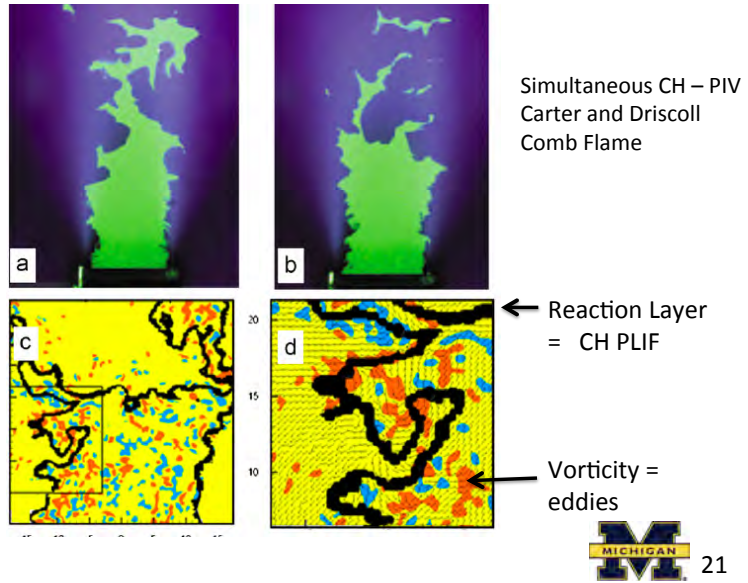 Simultaneous CH – PIV
Carter and Driscoll
Comb Flame
a
b
Reaction Layer
= CH PLIF
c
d
20
15
10
Vorticity =
eddies
MICHIGAN
21